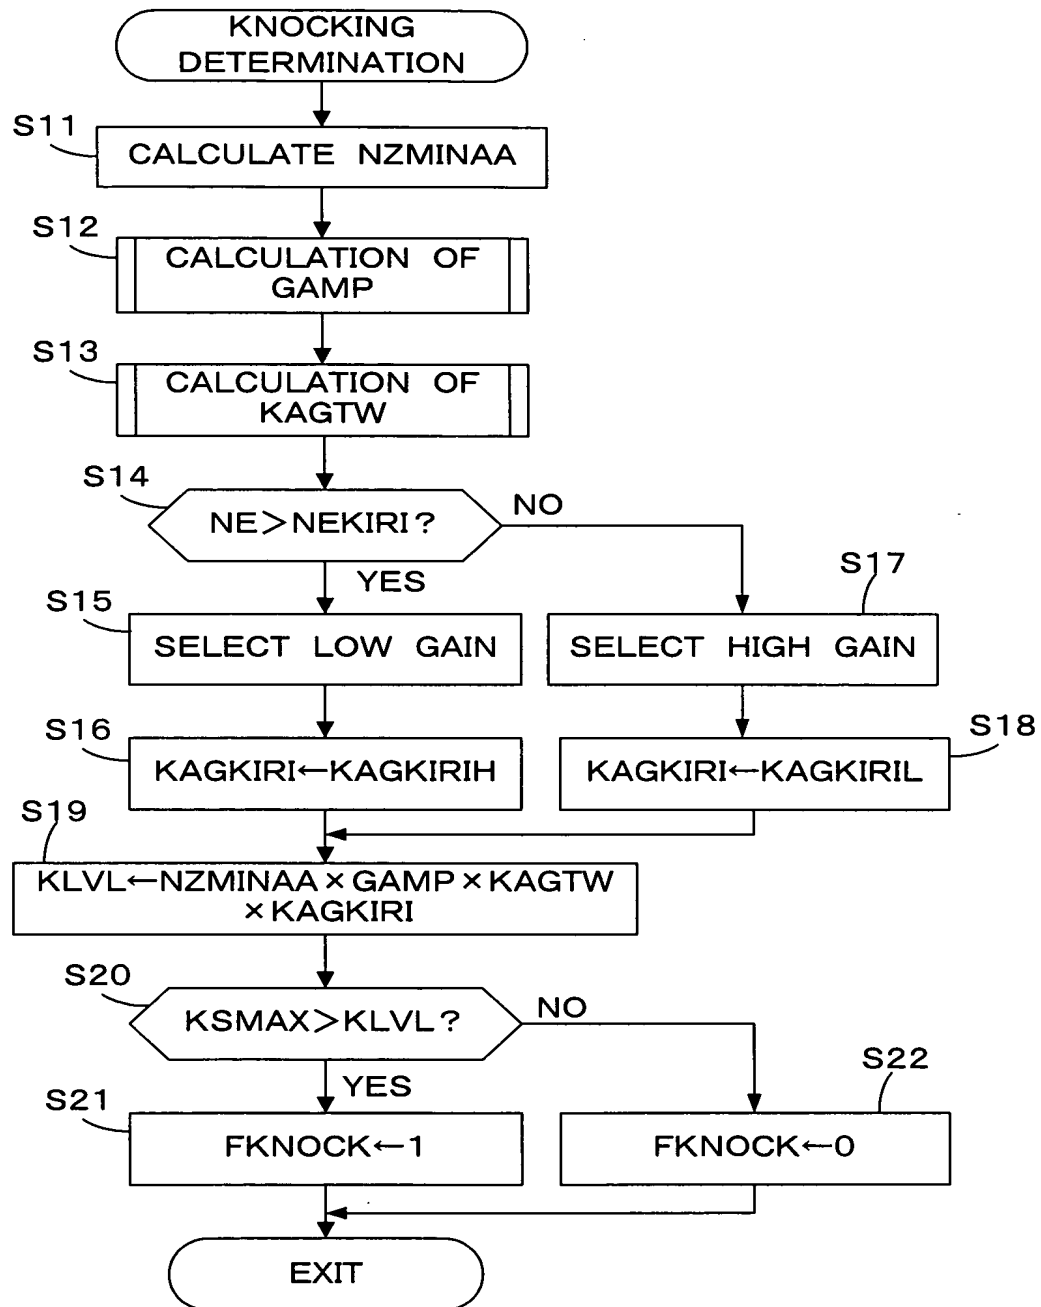 KNOCKING
DETERMINATION
S11
CALCULATE NZMINAA
S12
CALCULATION OF
GAMP
S13
CALCULATION OF
KAGTW
S14
NE>NEKIRI?
NO
YES
S15
SELECT LOW GAIN
S17
SELECT HIGH GAIN
S16
KAGKIRI←KAGKIRIH
S18
KAGKIRI←KAGKIRIL
S19
KLVL←NZMINAA×GAMP×KAGTW
×KAGKIRI
S20
KSMAX>KLVL?
NO
YES
S21
FKNOCK←1
S22
FKNOCK←0
EXIT